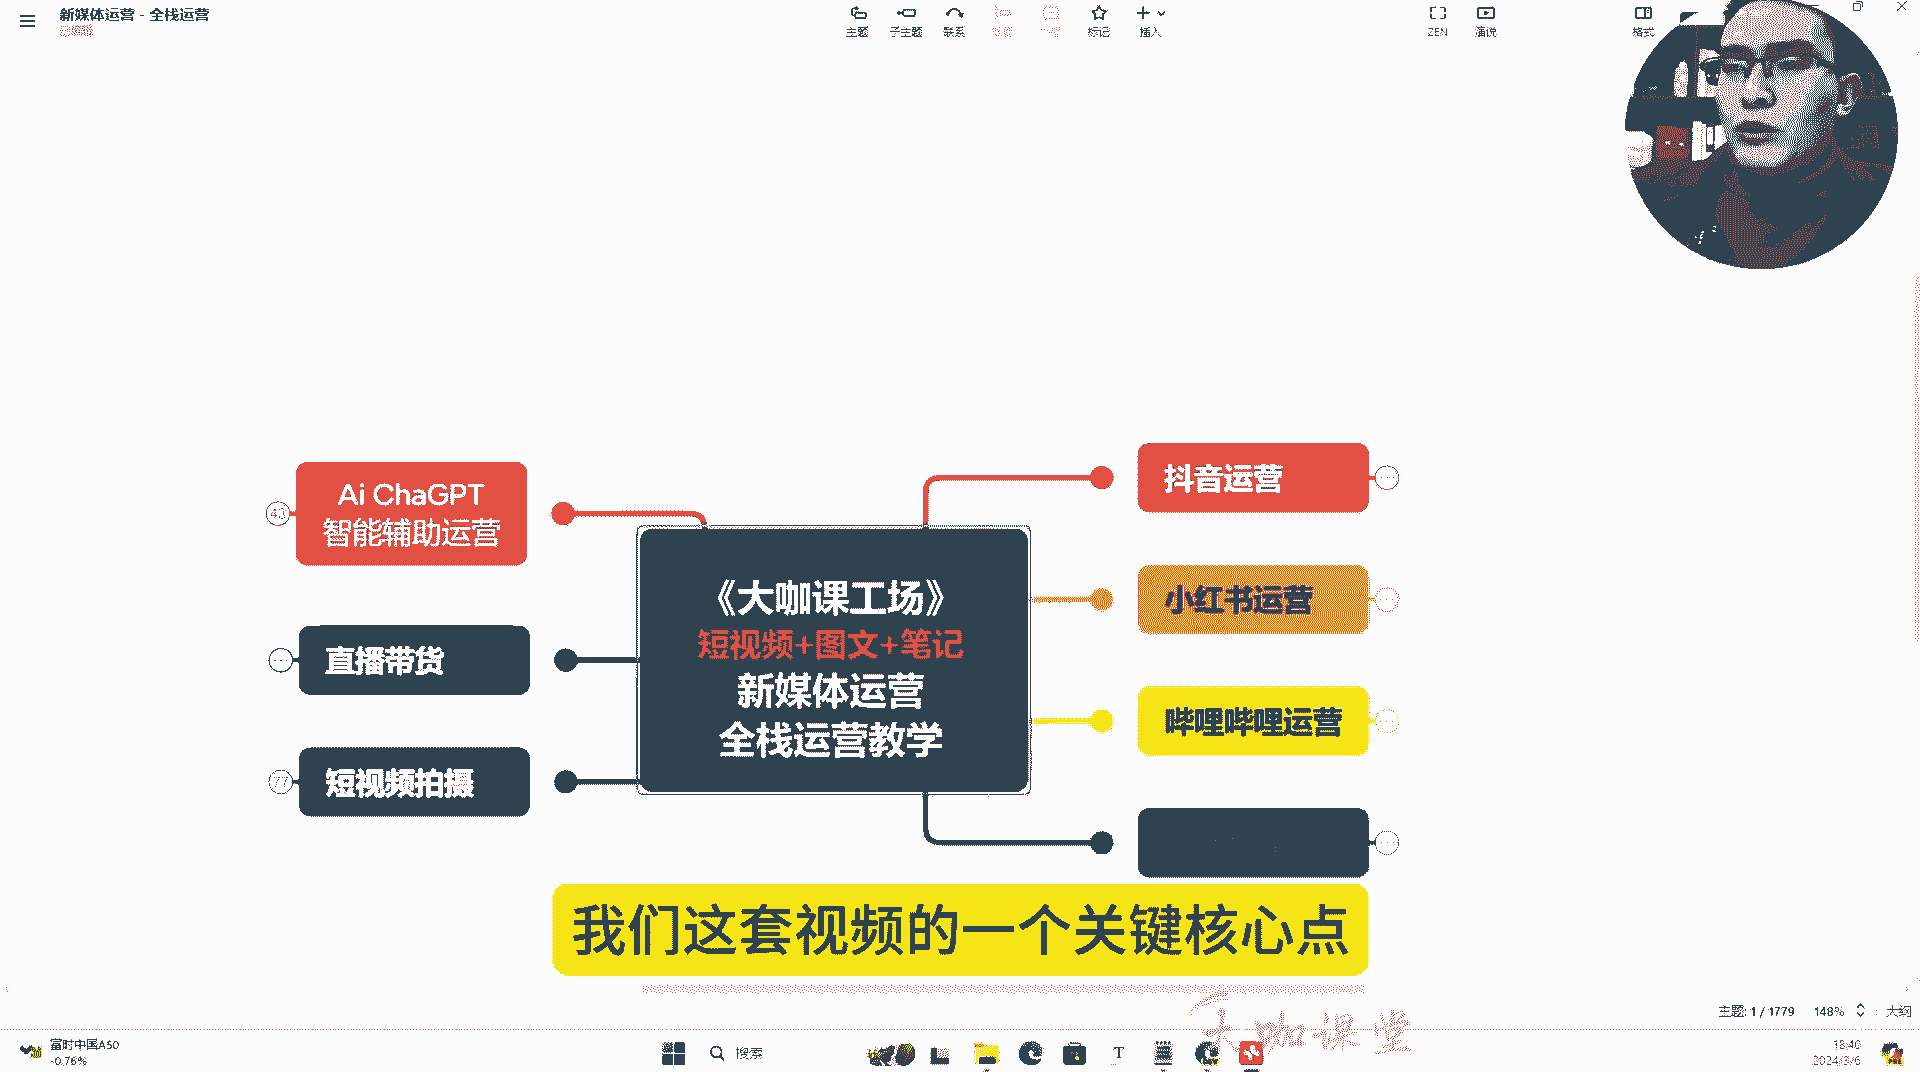 新媒体运营 - 全栈运营
主题
子主题
联系
标记
插入
ZEN
演说
格式
Ai ChaGPT
智能辅助运营
43
直播带货
短视频拍摄
77
《大咖课工场》
短视频+图文+笔记
新媒体运营
全栈运营教学
抖音运营
小红书运营
哔哩哔哩运营
我们这套视频的一个关键核心点
大咖课堂
主题: 1 / 1779
148%
大纲
富时中国A50
-0.76%
搜索
18:40
2024/3/6